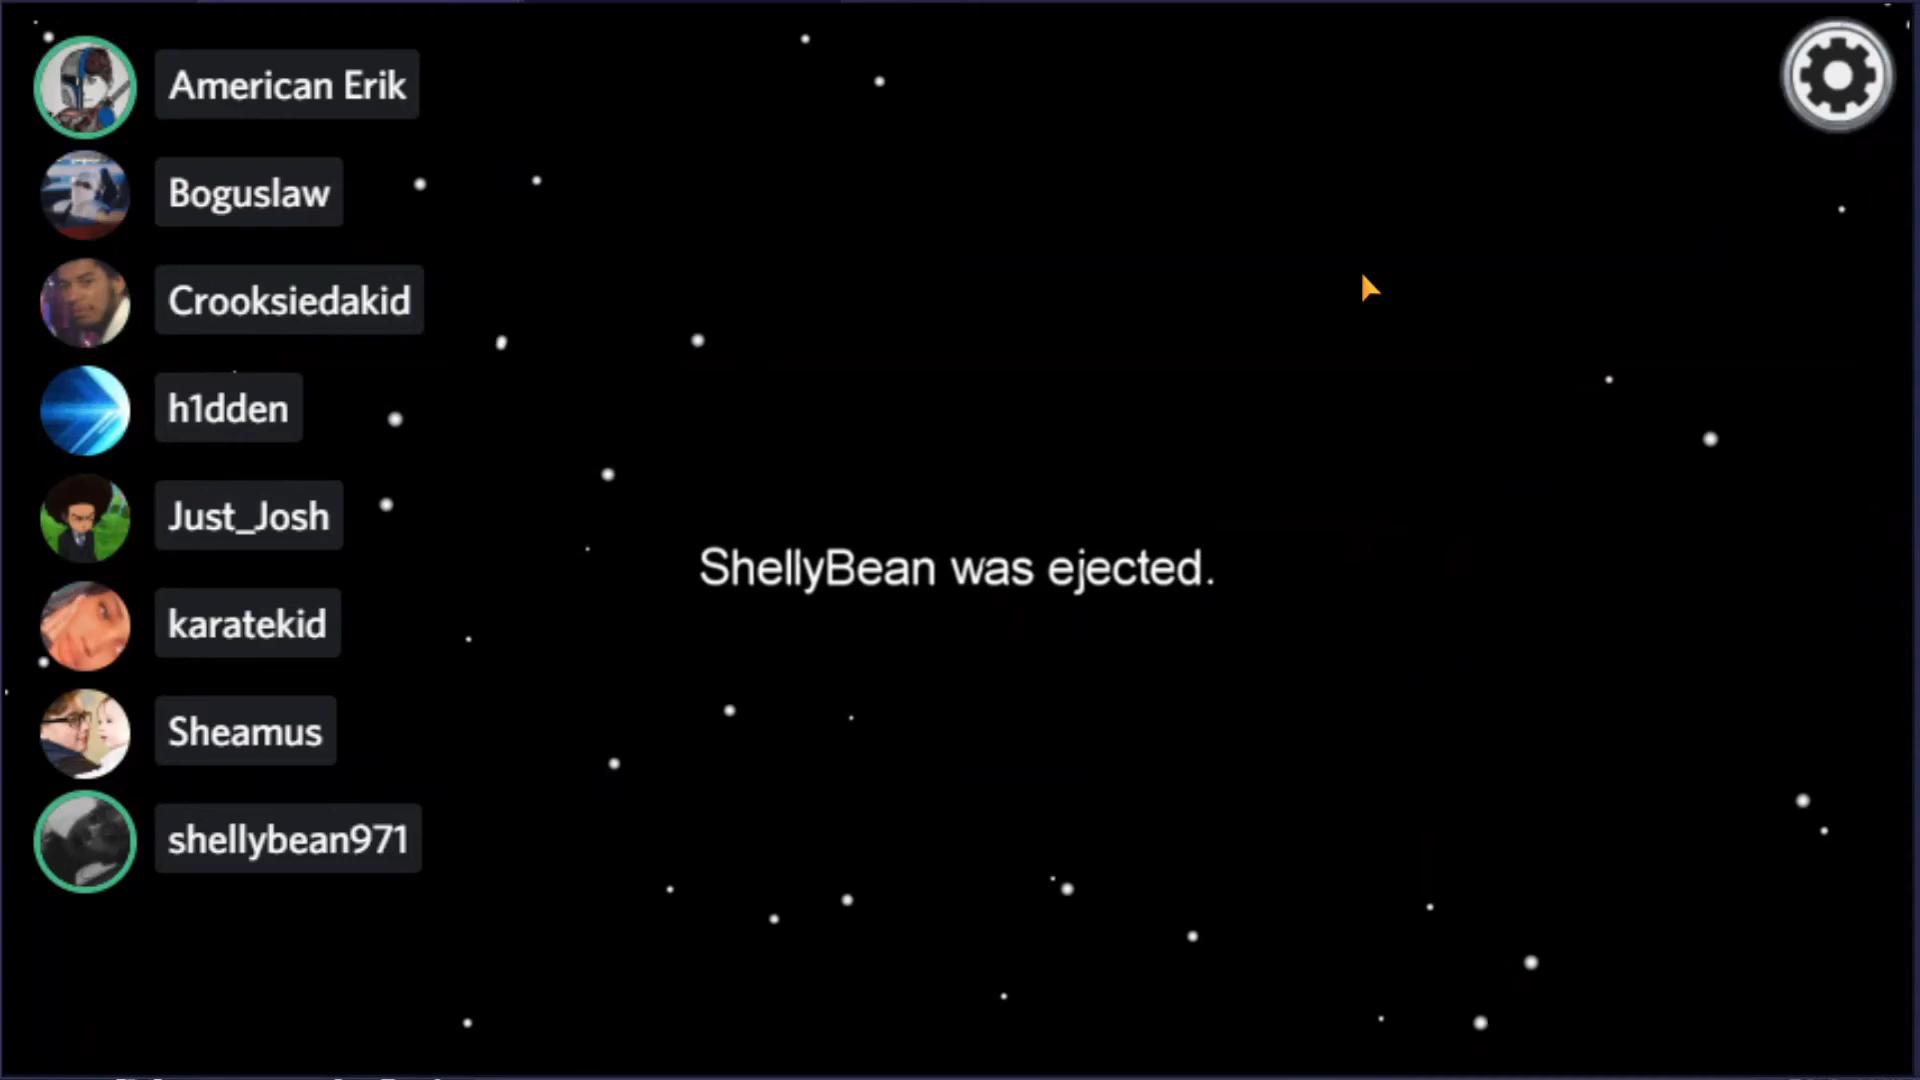 American Erik
Boguslaw
Crooksiedakid
h1dden
Just_Josh
karatekid
Sheamus
shellybean971
ShellyBean was ejected.